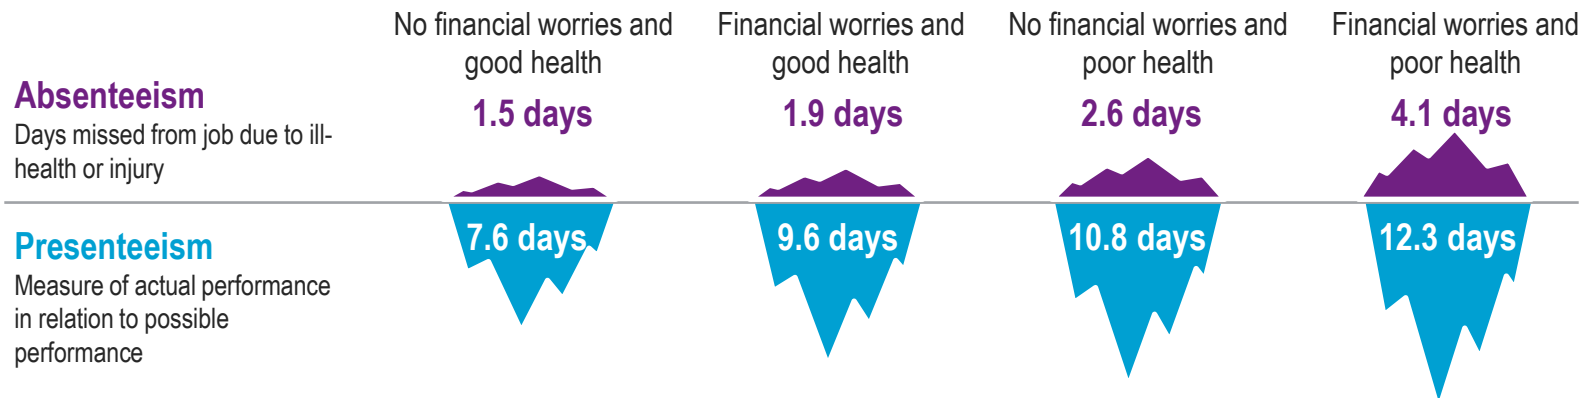 No financial worries and
good health
Financial worries and
good health
No financial worries and
poor health
Financial worries and
poor health
Absenteeism
Days missed from job due to ill-
health or injury
1.5 days
1.9 days
2.6 days
4.1 days
Presenteeism
Measure of actual performance
in relation to possible
performance
7.6 days
9.6 days
10.8 days
12.3 days